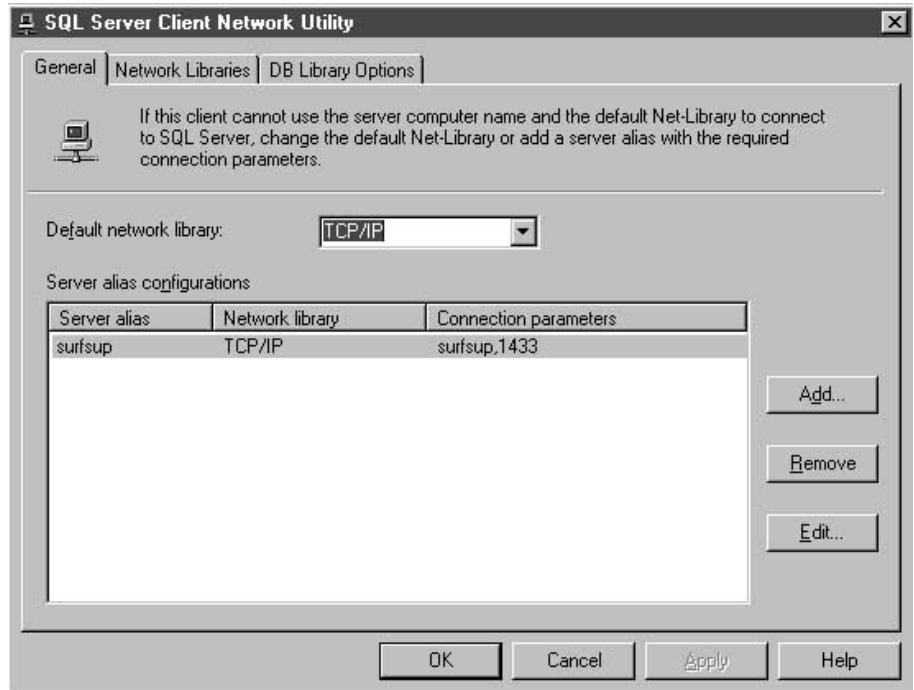 SQL Server Client Network Utility
General Network Libraries DB Library Options
If this client cannot use the server computer name and the default Net-Library to connect
to SQL Server, change the default Net-Library or add a server alias with the required
connection parameters.
Default network library: TCP/IP
Server alias configurations
Server alias Network library Connection parameters
surfsup TCP/IP surfsup,1433
Add...
Remove
Edit...
OK Cancel Apply Help